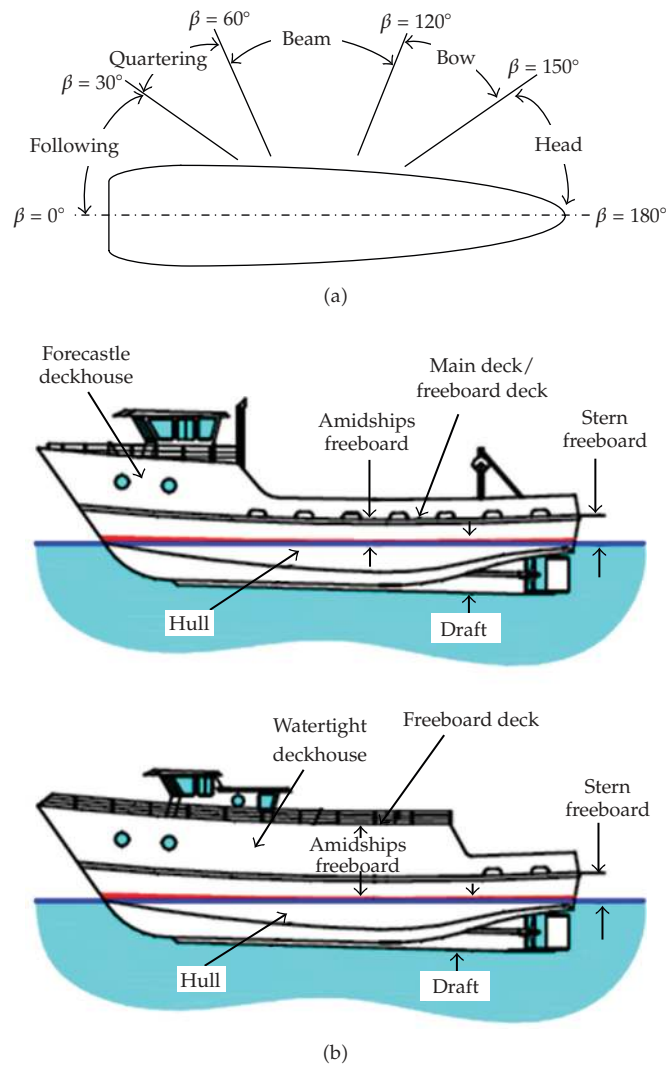 β = 60°
β = 120°
Beam
Quartering
Bow
β = 30°
β = 150°
Following
Head
β = 0°
β = 180°
(a)
Forecastle
deckhouse
Main deck/
freeboard deck
Amidships
freeboard
Stern
freeboard
Hull
Draft
Watertight
deckhouse
Freeboard deck
Stern
freeboard
Amidships
freeboard
Hull
Draft
(b)